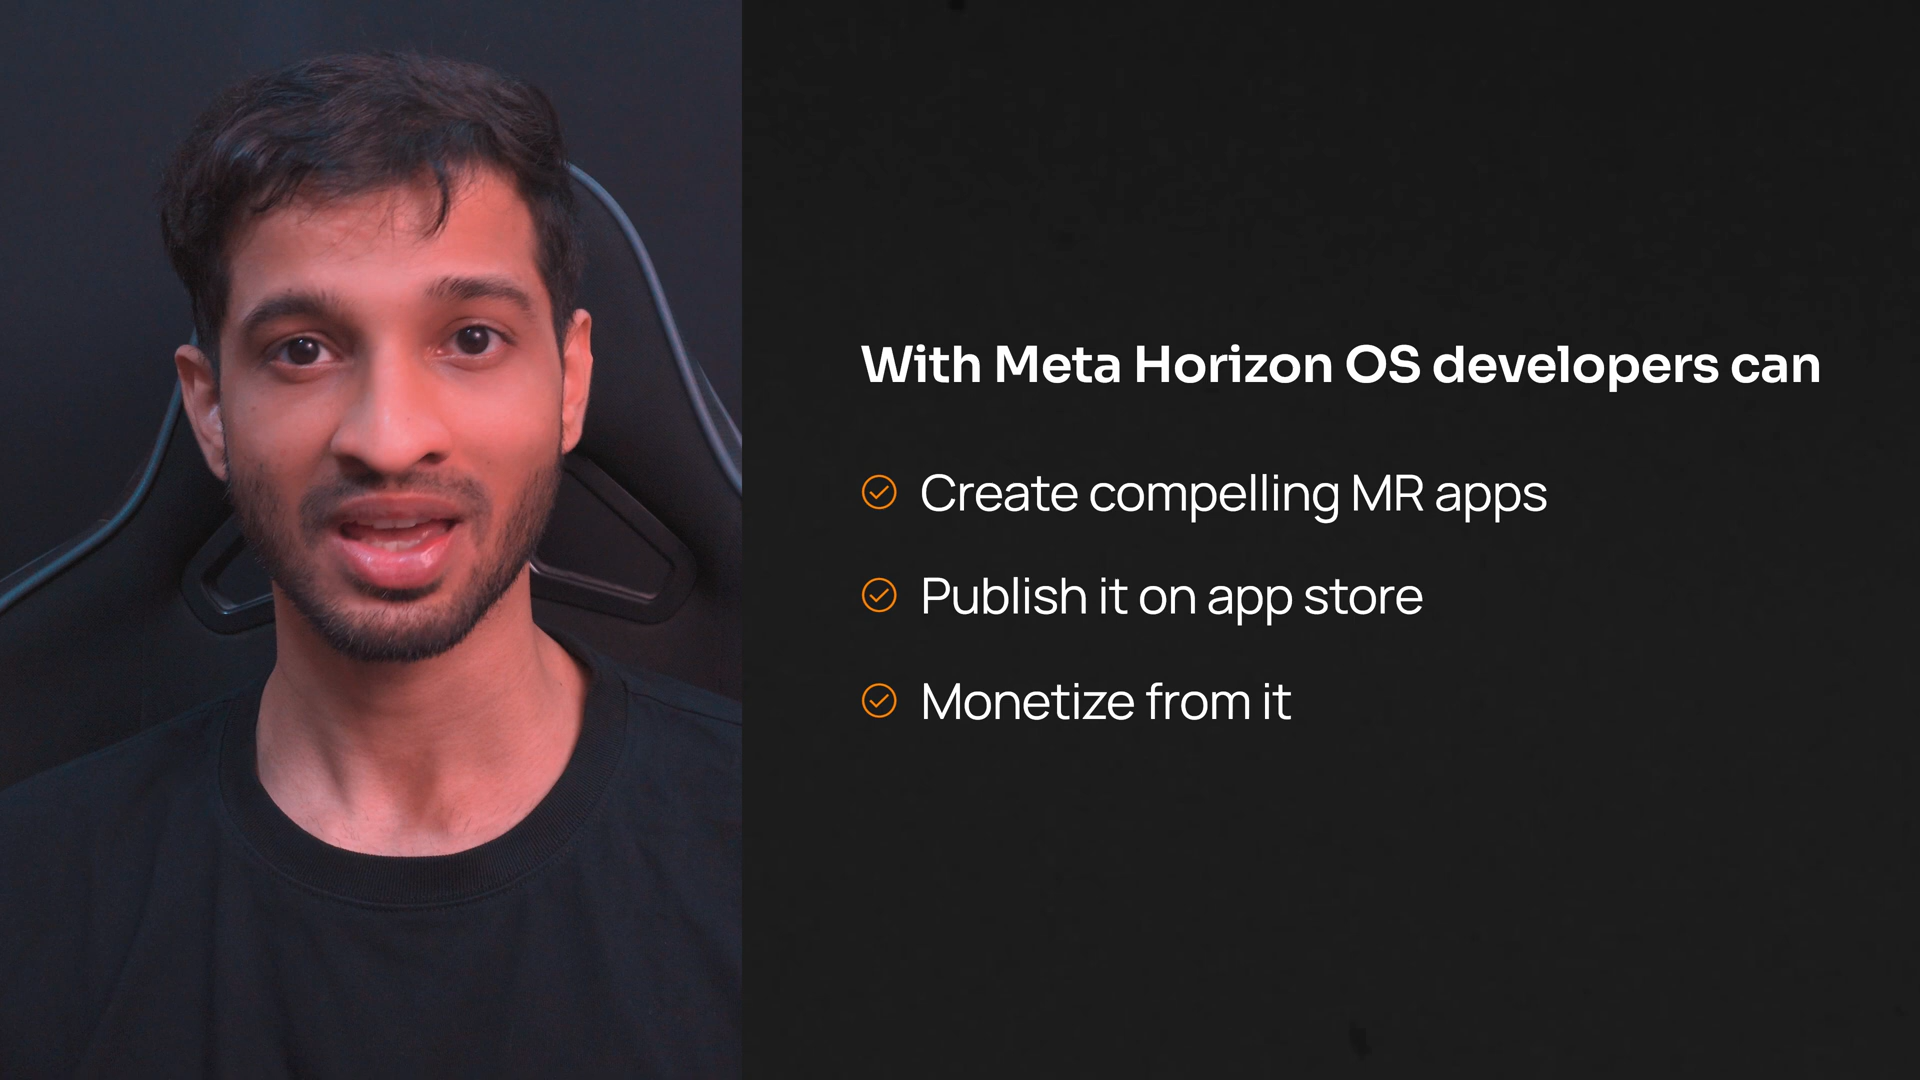 With Meta Horizon OS developers can
Create compelling MR apps
Publish it on app store
Monetize from it